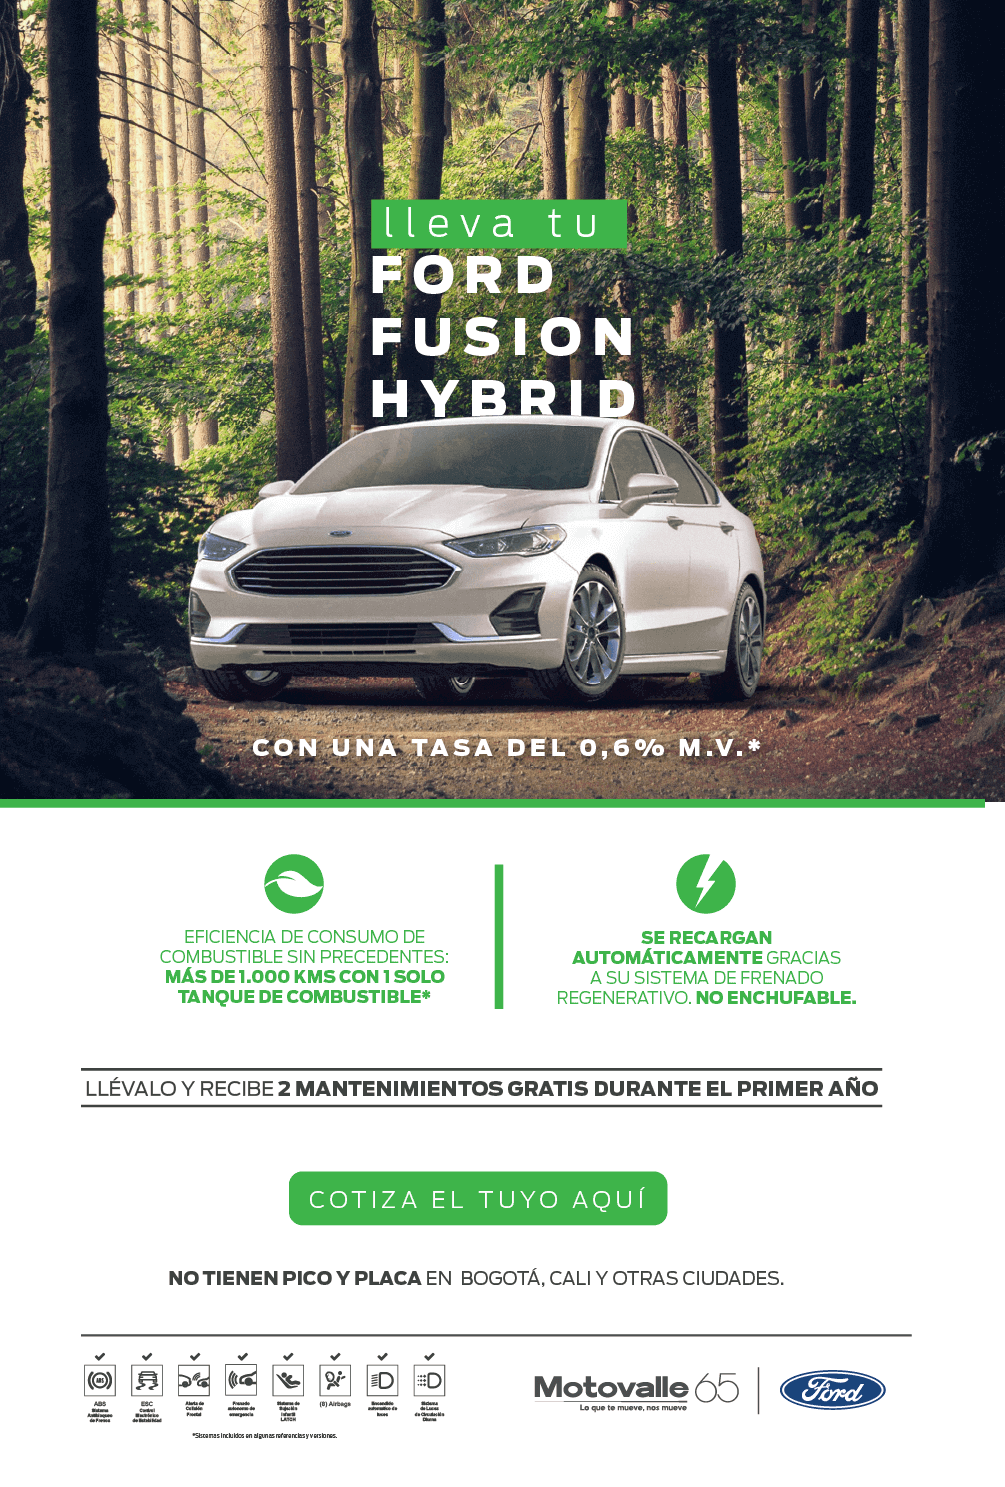 lleva tu
FORD
FUSION
HYBRID
CON UNA TASA DEL 0,6% M.V.*
EFICIENCIA DE CONSUMO DE
COMBUSTIBLE SIN PRECEDENTES:
MÁS DE 1.000 KMS CON 1 SOLO
TANQUE DE COMBUSTIBLE*
SE RECARGAN
AUTOMÁTICAMENTE GRACIAS
A SU SISTEMA DE FRENADO
REGENERATIVO. NO ENCHUFABLE.
LLÉVALO Y RECIBE 2 MANTENIMIENTOS GRATIS DURANTE EL PRIMER AÑO
COTIZA EL TUYO AQUÍ
NO TIENEN PICO Y PLACA EN BOGOTÁ, CALI Y OTRAS CIUDADES.
ABS
Sistema
Antibloqueo
de Frenos
ESC
Control
Electrónico
de Estabilidad
Alerta de
Colisión
Frontal
Frenado
autonomo de
emergencia
Sistema de
Sujeción
Infantil
LATCH
(8) Airbags
Encendido
automatico de
luces
Sistema
de Luces
de Circulación
Diurna
*Sistemas incluidos en algunas referencias y versiones.
Motovalle 65
Lo que te mueve, nos mueve
Ford